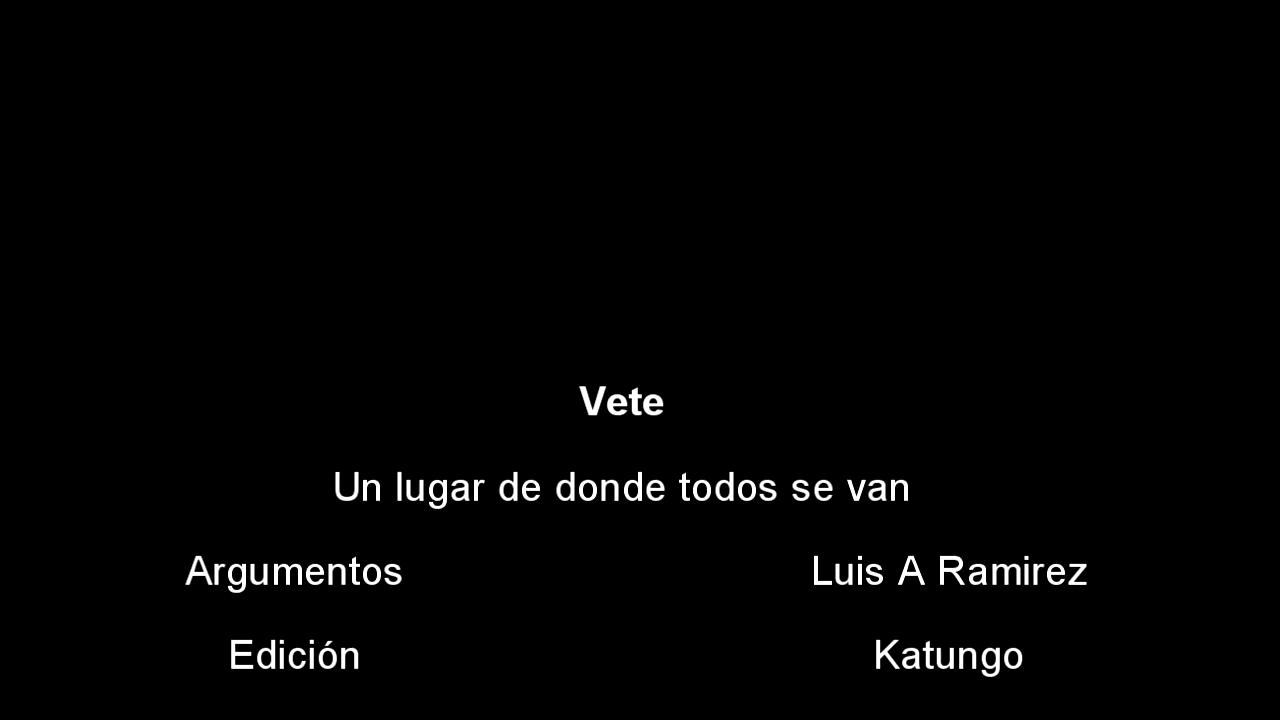 Vete
Un lugar de donde todos se van
Argumentos Luis A Ramirez
Edición Katungo